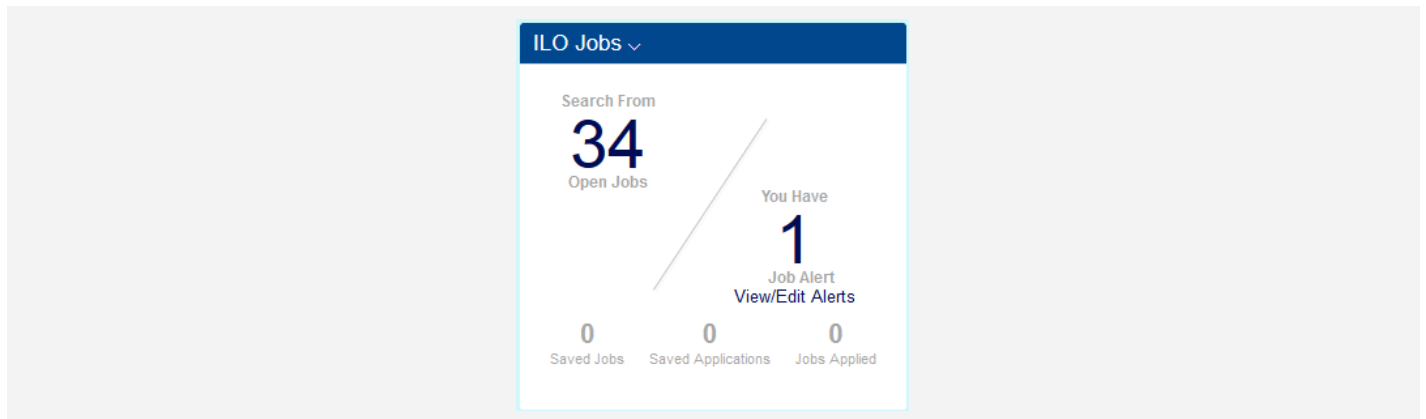 ILO Jobs
Search From
34
Open Jobs
You Have
1
Job Alert
View/Edit Alerts
0 0 0
Saved Jobs Saved Applications Jobs Applied